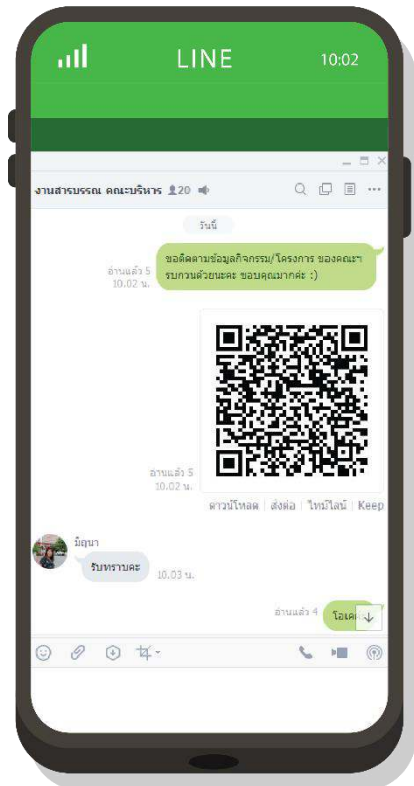 LINE 10:02
งานสารบรรณ คณะบริหาร 20
วันนี้
ขอติดตามข้อมูลกิจกรรม/โครงการ ของคณะฯ
รบกวนด้วยนะคะ ขอบคุณมากค่ะ :)
อ่านแล้ว 5
10.02 น.
อ่านแล้ว 5
10.02 น.
ดาวน์โหลด ส่งต่อ ไทม์ไลน์ Keep
มิถุนา
รับทราบคะ
10.03 น.
อ่านแล้ว 4